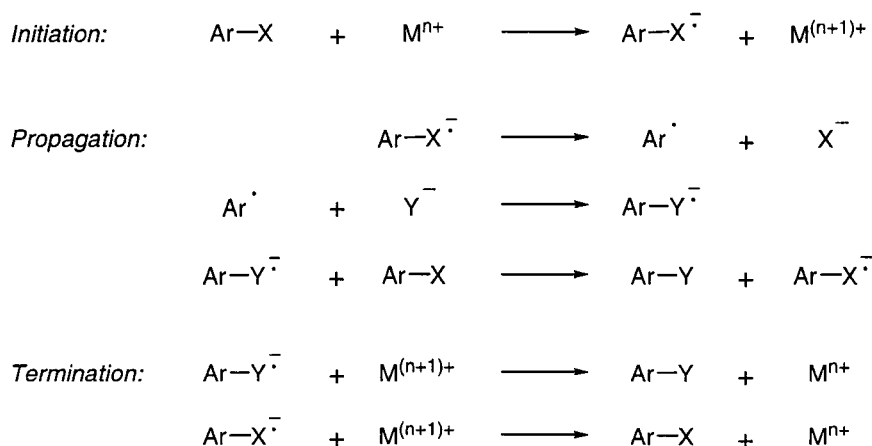 Initiation: Ar—X + Mⁿ⁺ ⟶ Ar—X•⁻ + M⁽ⁿ⁺¹⁾⁺
Propagation: Ar—X•⁻ ⟶ Ar• + X⁻
Ar• + Y⁻ ⟶ Ar—Y•⁻
Ar—Y•⁻ + Ar—X ⟶ Ar—Y + Ar—X•⁻
Termination: Ar—Y•⁻ + M⁽ⁿ⁺¹⁾⁺ ⟶ Ar—Y + Mⁿ⁺
Ar—X•⁻ + M⁽ⁿ⁺¹⁾⁺ ⟶ Ar—X + Mⁿ⁺